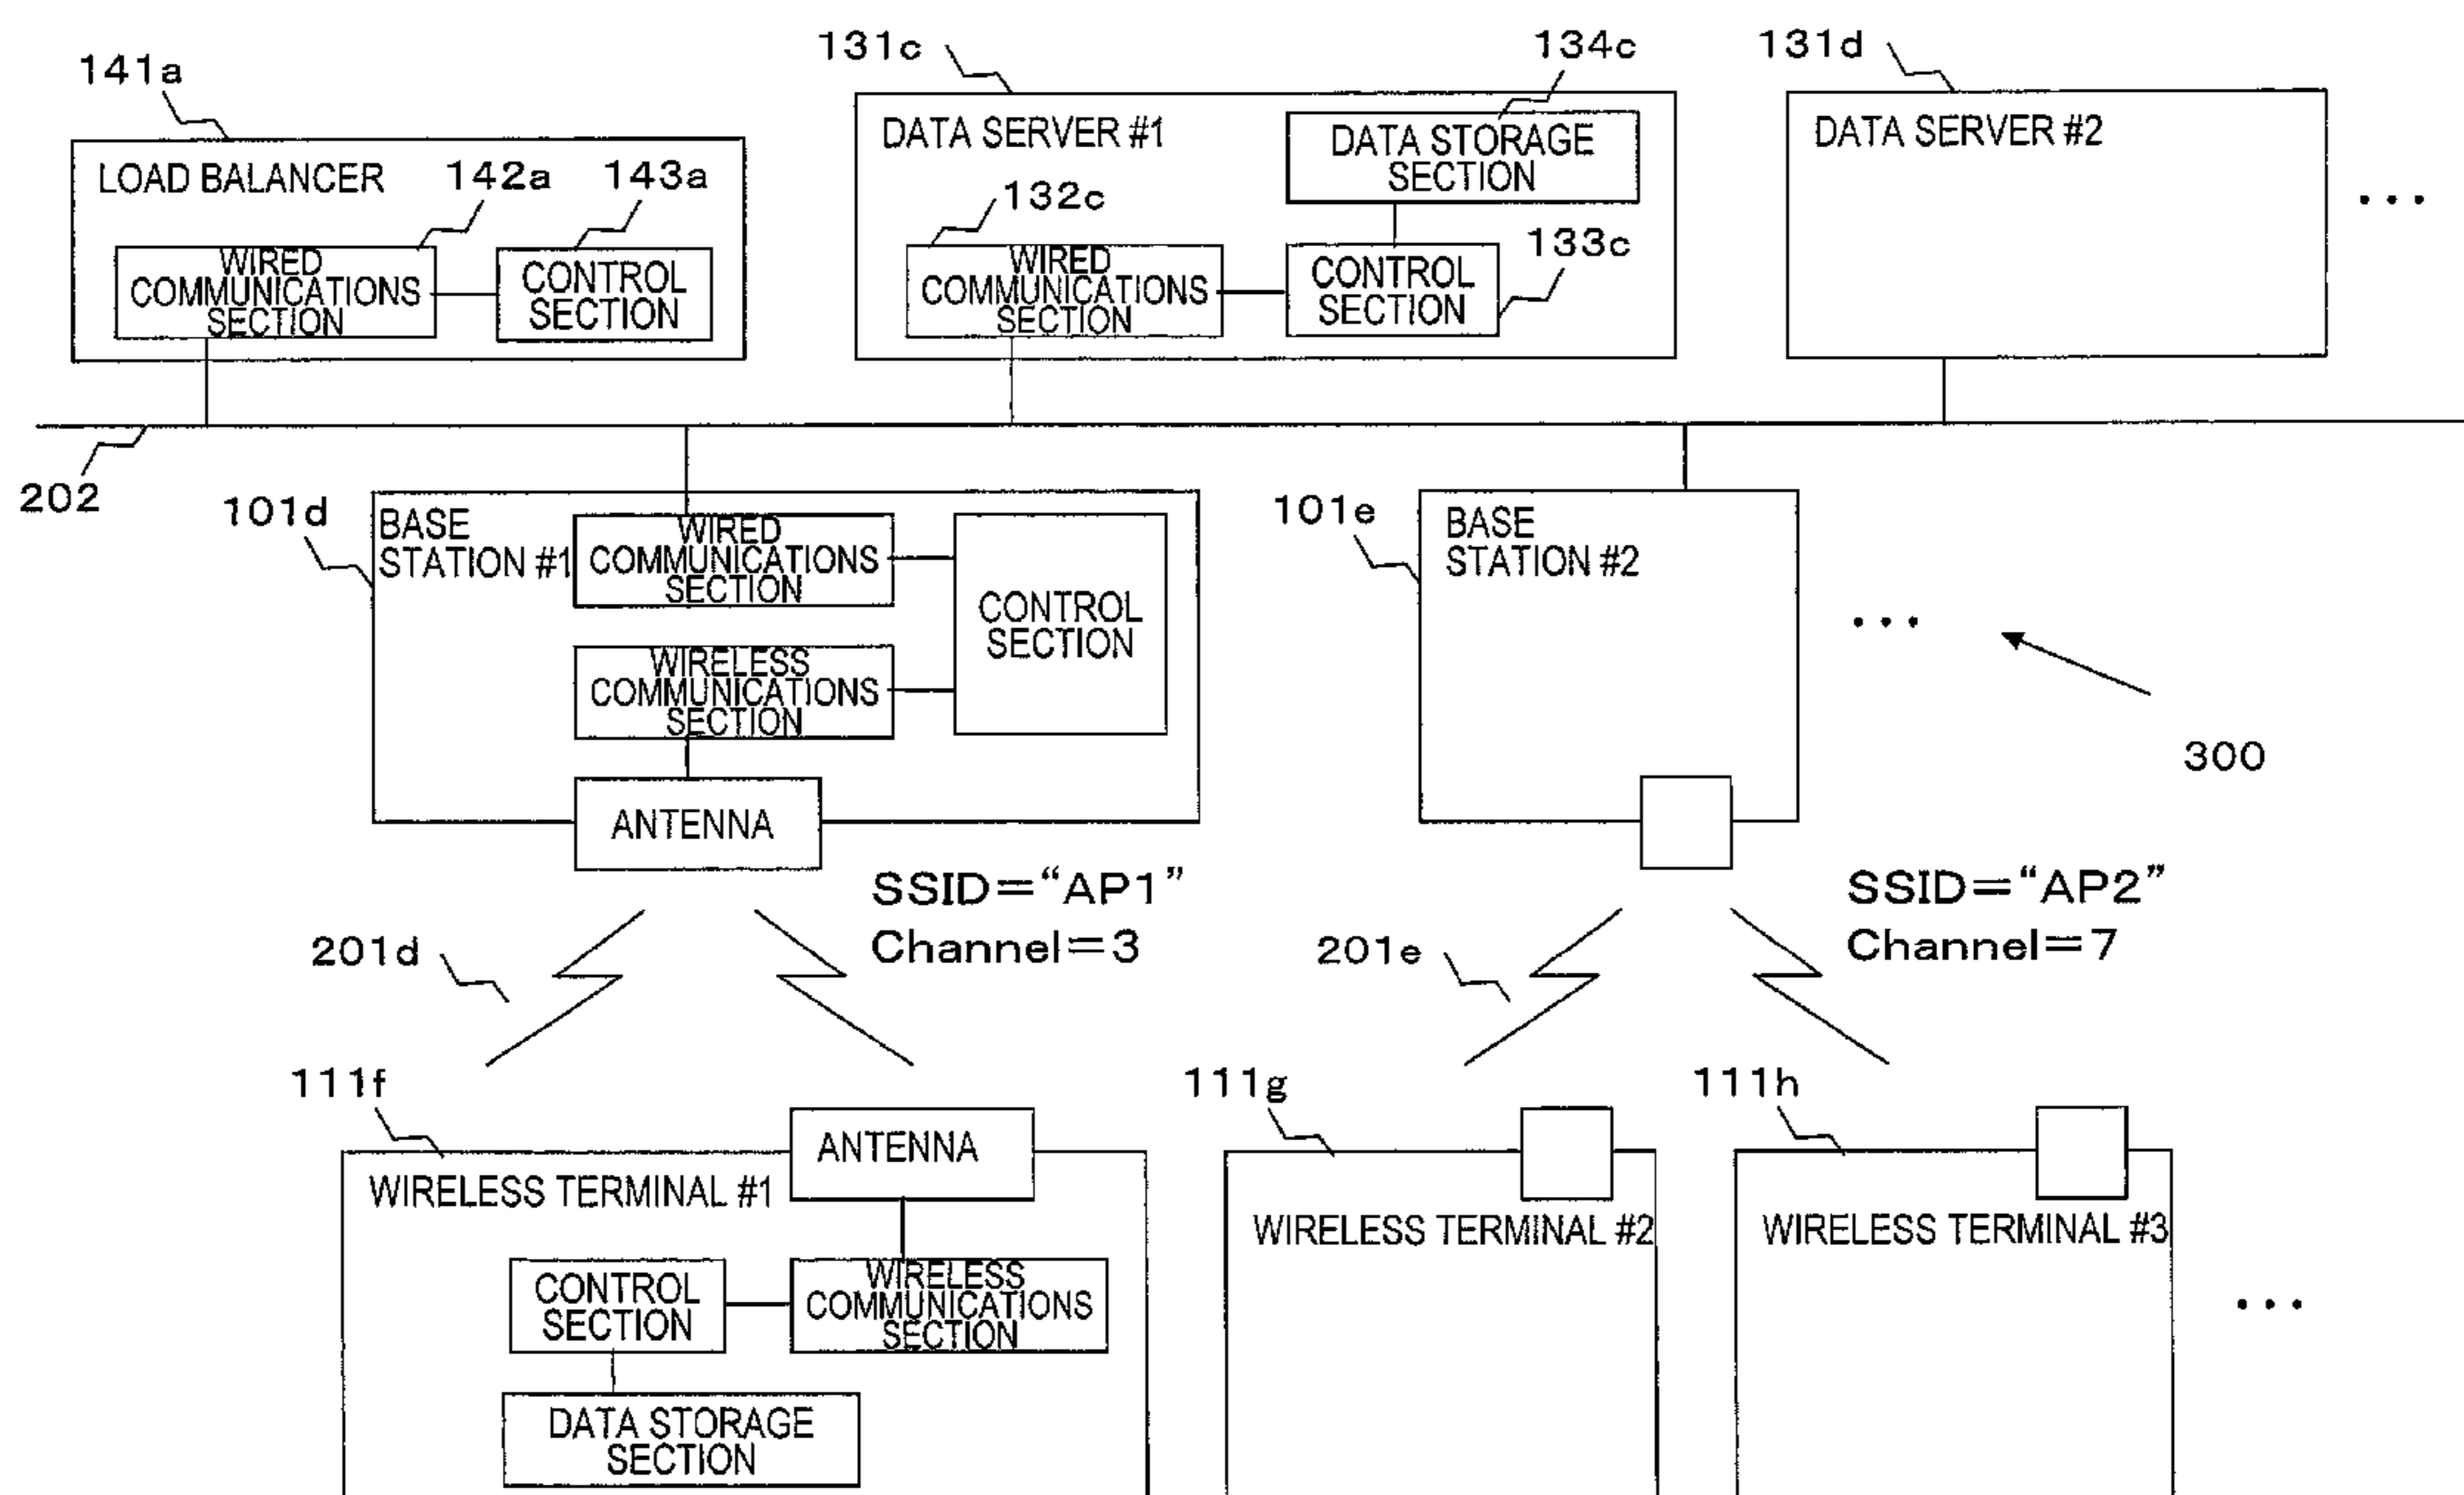 141a
131c
134c
131d
LOAD BALANCER
142a
143a
WIRED
COMMUNICATIONS
SECTION
CONTROL
SECTION
DATA SERVER #1
DATA STORAGE
SECTION
132c
133c
WIRED
COMMUNICATIONS
SECTION
CONTROL
SECTION
DATA SERVER #2
...
202
101d
BASE
STATION #1
WIRED
COMMUNICATIONS
SECTION
CONTROL
SECTION
WIRELESS
COMMUNICATIONS
SECTION
ANTENNA
101e
BASE
STATION #2
...
300
SSID="AP1"
Channel=3
201d
SSID="AP2"
Channel=7
201e
111f
ANTENNA
WIRELESS TERMINAL #1
CONTROL
SECTION
WIRELESS
COMMUNICATIONS
SECTION
DATA STORAGE
SECTION
111g
WIRELESS TERMINAL #2
111h
WIRELESS TERMINAL #3
...